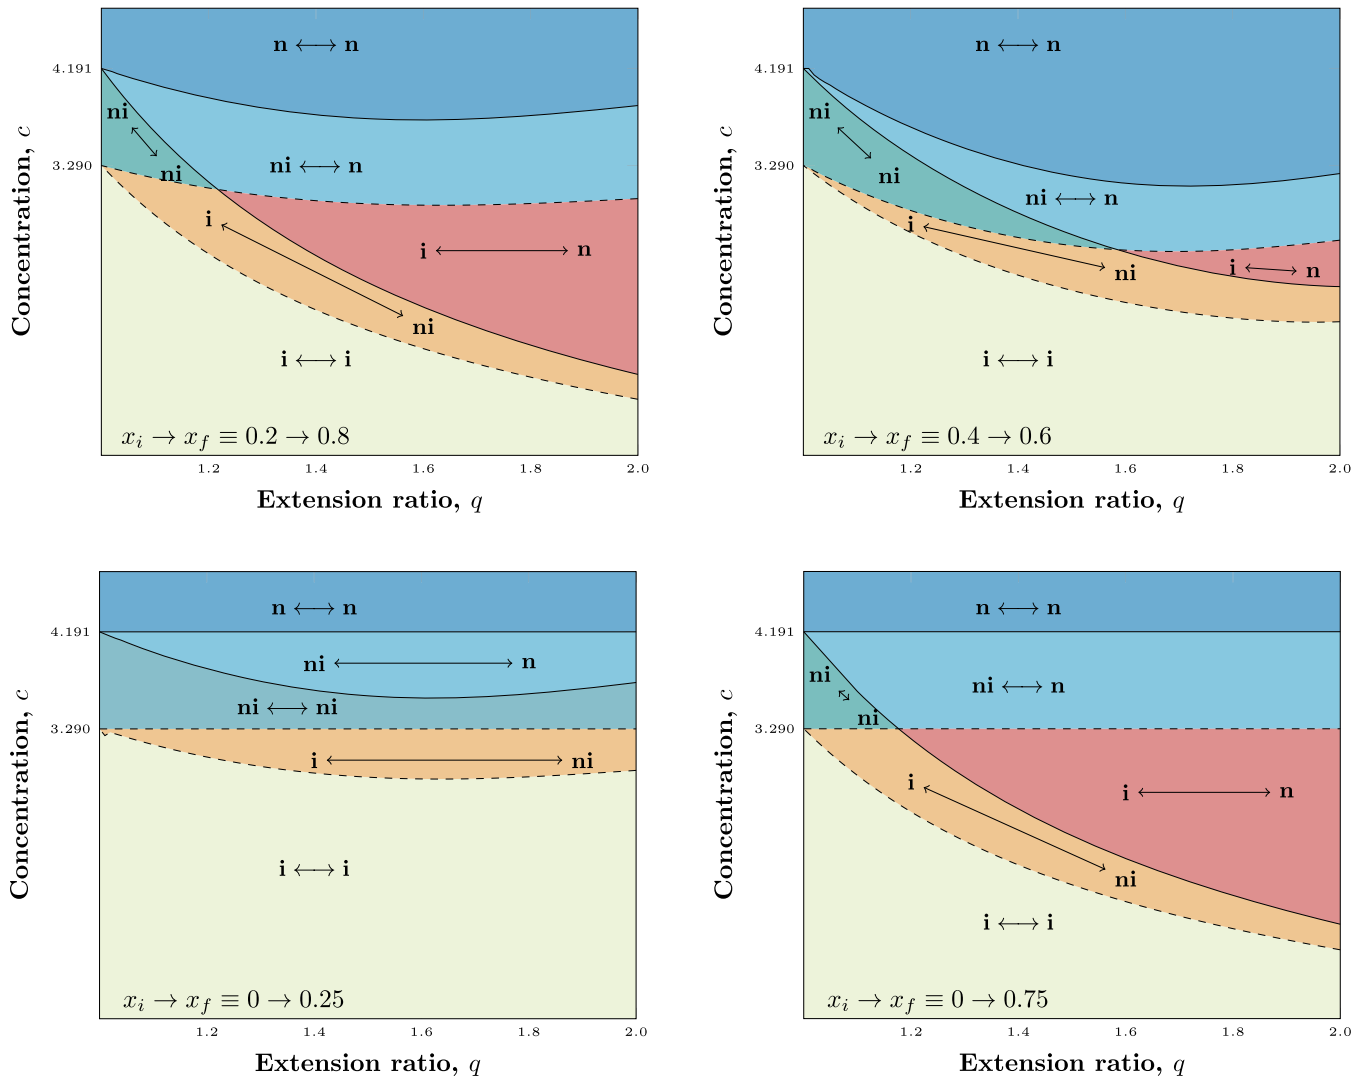 n ⟷ n
4.191
ni
ni
3.290
ni ⟷ n
i
ni
i ⟷ n
i ⟷ i
x_i → x_f ≡ 0.2 → 0.8
1.2 1.4 1.6 1.8 2.0
Extension ratio, q
Concentration, c
n ⟷ n
4.191
ni
ni
3.290
ni ⟷ n
i
ni
i ⟷ n
i ⟷ i
x_i → x_f ≡ 0.4 → 0.6
1.2 1.4 1.6 1.8 2.0
Extension ratio, q
Concentration, c
n ⟷ n
4.191
ni ⟷ n
ni ⟷ ni
3.290
i ⟷ ni
i ⟷ i
x_i → x_f ≡ 0 → 0.25
1.2 1.4 1.6 1.8 2.0
Extension ratio, q
Concentration, c
n ⟷ n
4.191
ni
ni
3.290
ni ⟷ n
i
ni
i ⟷ n
i ⟷ i
x_i → x_f ≡ 0 → 0.75
1.2 1.4 1.6 1.8 2.0
Extension ratio, q
Concentration, c